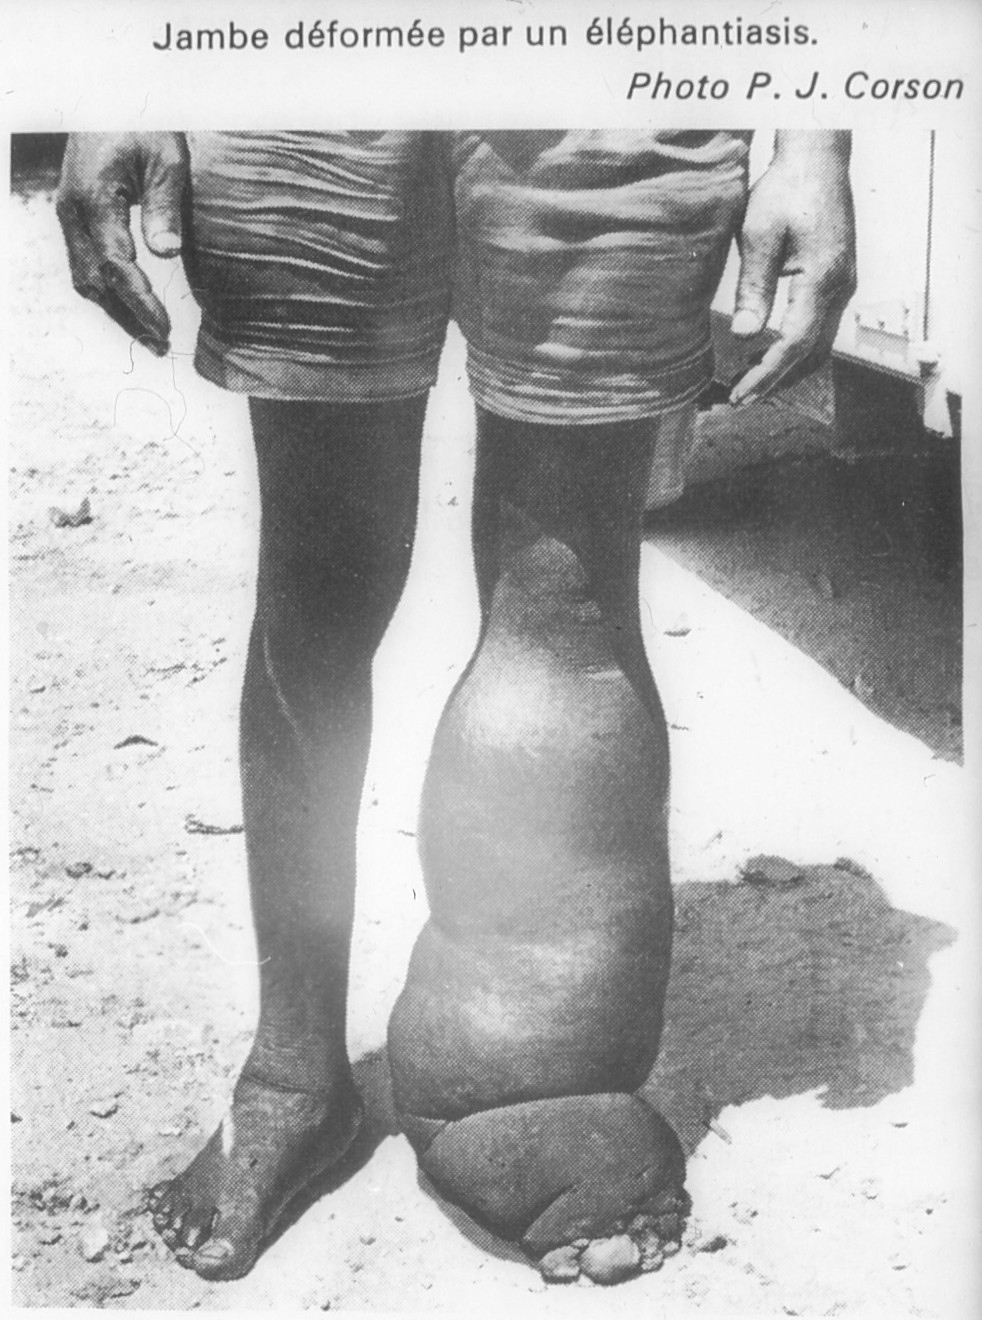 Jambe déformée par un éléphantiasis.
Photo P. J. Corson